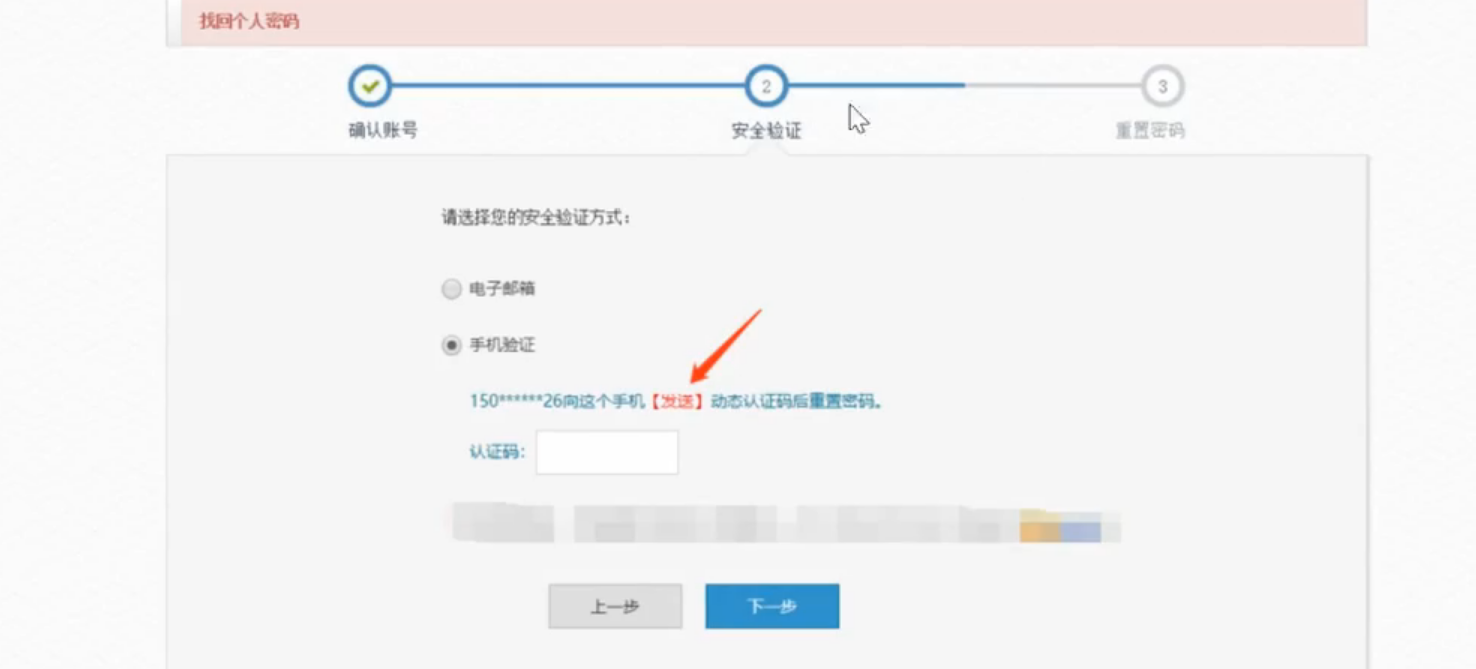 找回个人密码
2
3
确认账号
安全验证
重置密码
请选择您的安全验证方式：
电子邮箱
手机验证
150******26向这个手机【发送】动态认证码后重置密码。
认证码：
上一步
下一步